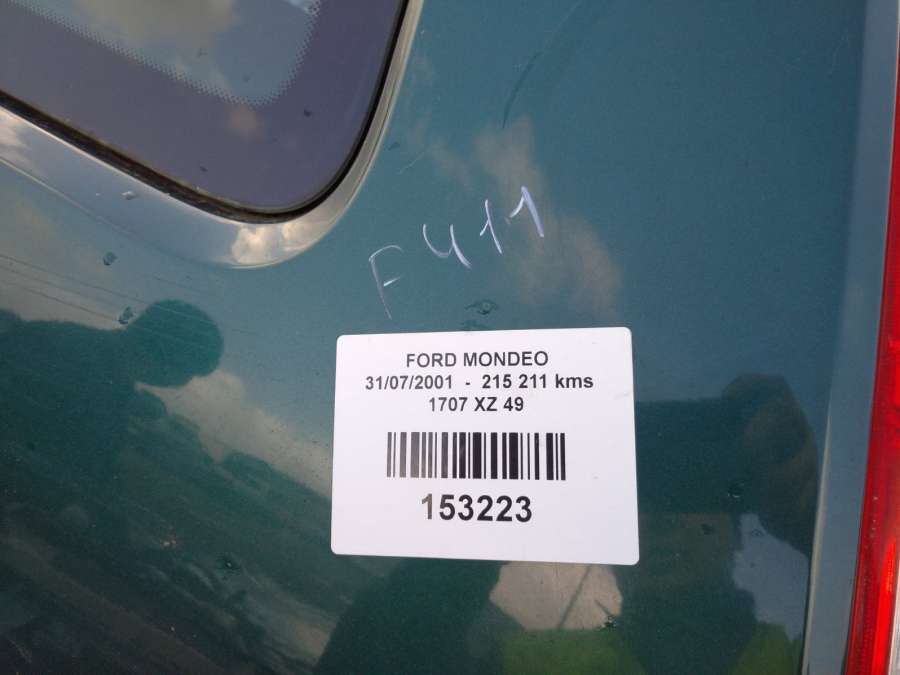 F411
FORD MONDEO
31/07/2001 - 215 211 kms
1707 XZ 49
153223